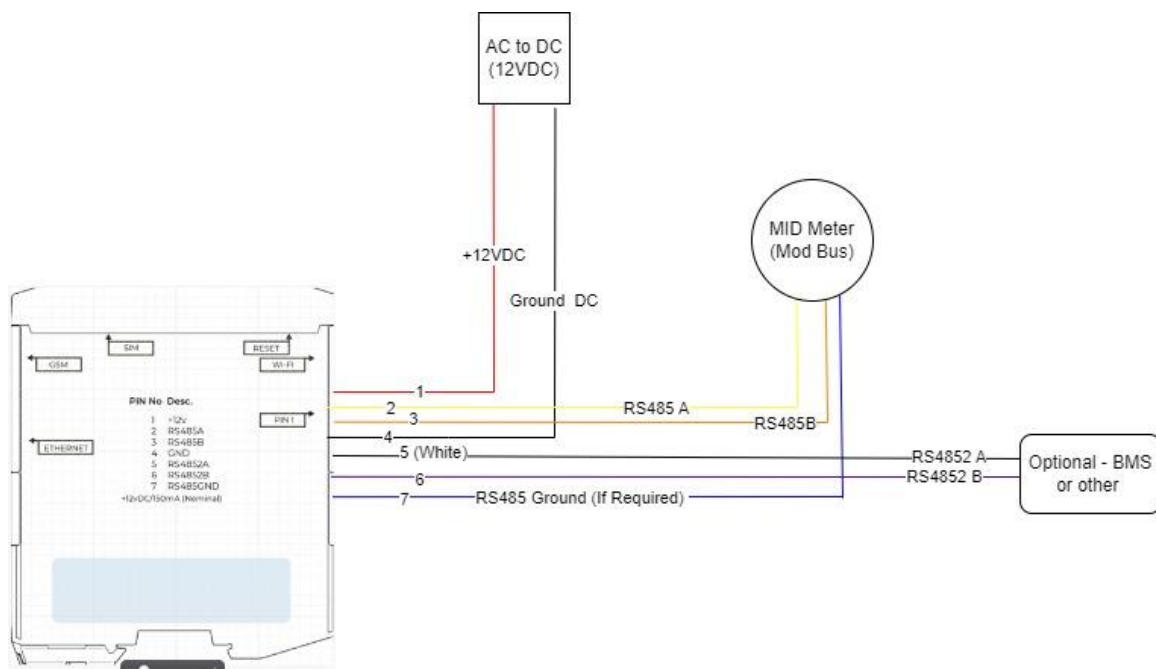 AC to DC
(12VDC)
MID Meter
(Mod Bus)
+12VDC
Ground DC
SIM
RESET
GSM
WI-FI
PIN No Desc.
1 +12v
2 RS485A
3 RS485B
4 GND
5 RS4852A
6 RS4852B
7 RS485GND
+12vDC/150mA (Nominal)
PIN 1
ETHERNET
1
2
RS485 A
3
RS485B
4
5 (White)
RS4852 A
6
RS4852 B
7
RS485 Ground (If Required)
Optional - BMS
or other